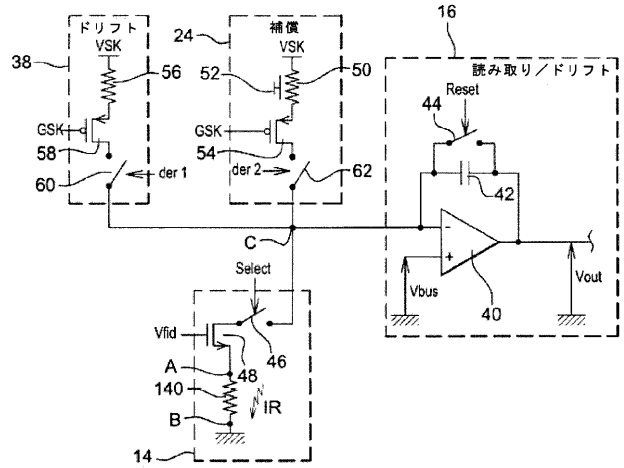 ドリフト
VSK
38
56
GSK
58
60
der 1
24
補償
VSK
52
50
GSK
54
der 2
62
16
読み取り／ドリフト
Reset
44
42
-
+
40
Vbus
Vout
C
Select
46
Vfid
48
A
140
IR
B
14